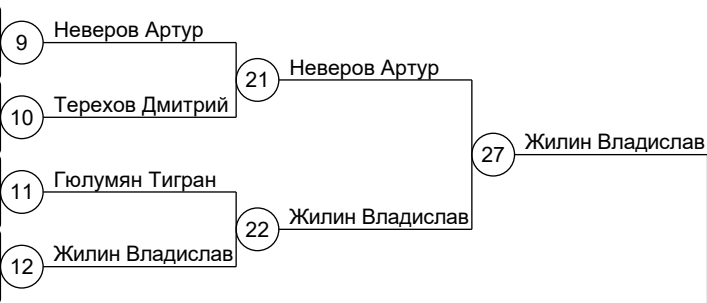 Неверов Артур
9
21
Неверов Артур
10
Терехов Дмитрий
27
Жилин Владислав
11
Гюлумян Тигран
22
Жилин Владислав
12
Жилин Владислав